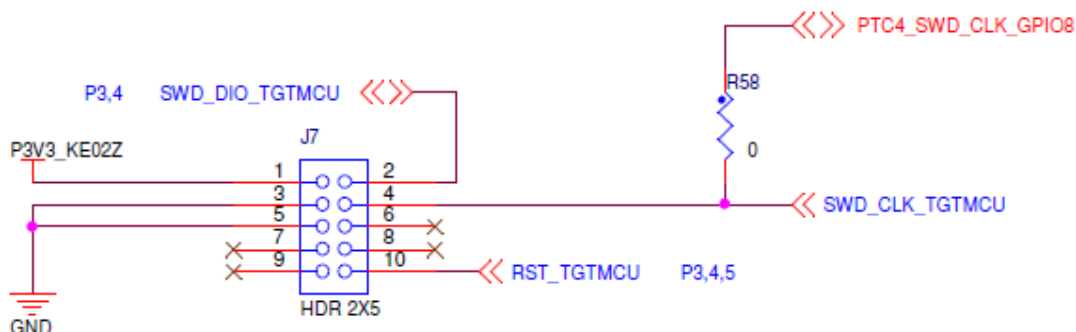 PTC4_SWD_CLK_GPIO8
R58
P3,4 SWD_DIO_TGTMCU
J7
P3V3_KE02Z
0
1 2
3 4
SWD_CLK_TGTMCU
5 6
7 8
9 10
RST_TGTMCU P3,4,5
HDR 2X5
GND